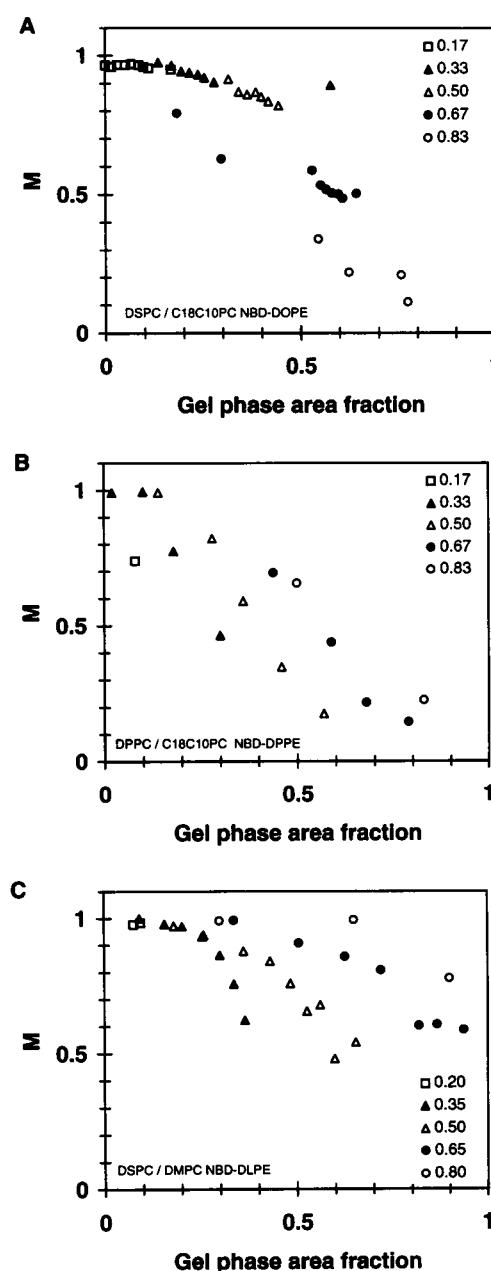 A
1
0.5
0
M
0.17
0.33
0.50
0.67
0.83
DSPC / C18C10PC NBD-DOPE
0
0.5
1
Gel phase area fraction
B
1
0.5
0
M
0.17
0.33
0.50
0.67
0.83
DPPC / C18C10PC NBD-DPPE
0
0.5
1
Gel phase area fraction
C
1
0.5
0
M
0.20
0.35
0.50
0.65
0.80
DSPC / DMPC NBD-DLPE
0
0.5
1
Gel phase area fraction